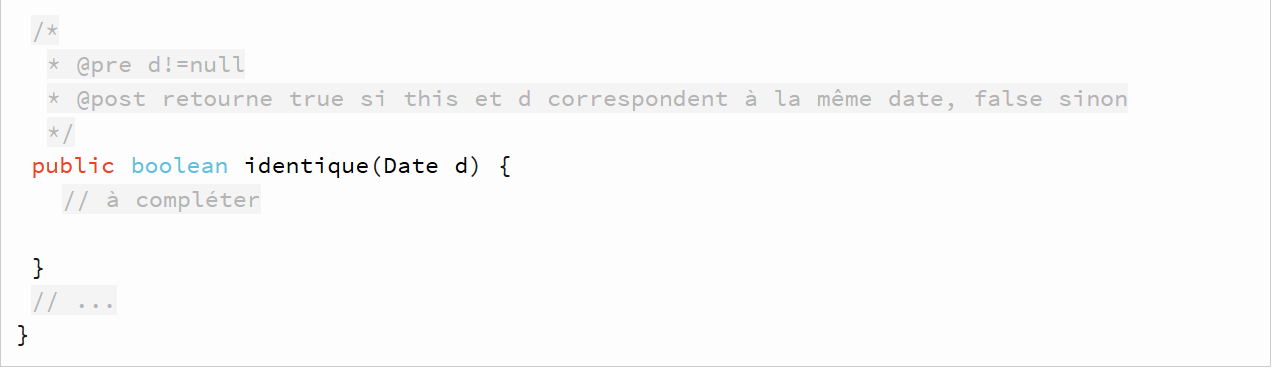 /*
* @pre d!=null
* @post retourne true si this et d correspondent à la même date, false sinon
*/
public boolean identique(Date d) {
// à compléter
}
// ...
}